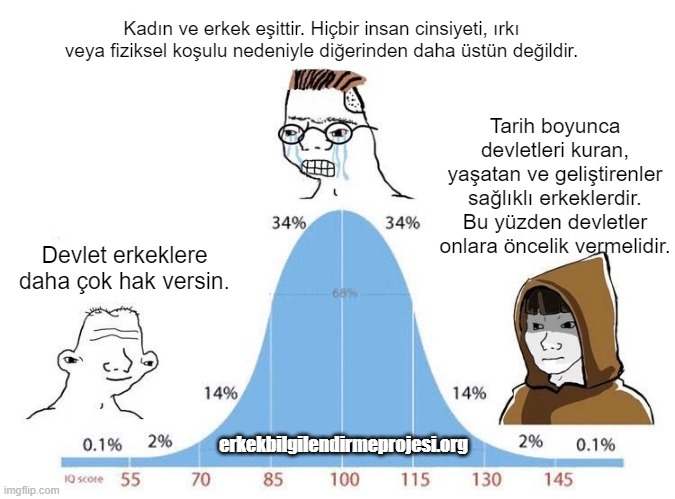 Kadın ve erkek eşittir. Hiçbir insan cinsiyeti, ırkı
veya fiziksel koşulu nedeniyle diğerinden daha üstün değildir.
Tarih boyunca
devletleri kuran,
yaşatan ve geliştirenler
sağlıklı erkeklerdir.
Bu yüzden devletler
onlara öncelik vermelidir.
Devlet erkeklere
daha çok hak versin.
34% 34%
68%
14% 14%
0.1% 2% 2% 0.1%
erkekbilgilendirmeprojesi.org
IQ score 55 70 85 100 115 130 145
imgflip.com